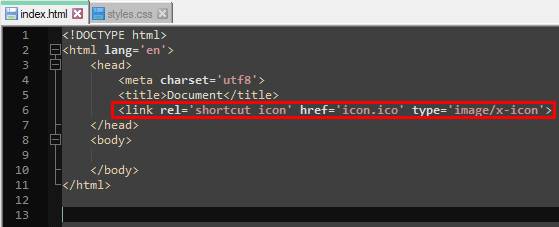 index.html styles.css
1 <!DOCTYPE html>
2 <html lang='en'>
3 <head>
4 <meta charset='utf8'>
5 <title>Document</title>
6 <link rel='shortcut icon' href='icon.ico' type='image/x-icon'>
7 </head>
8 <body>
9
10 </body>
11 </html>
12
13